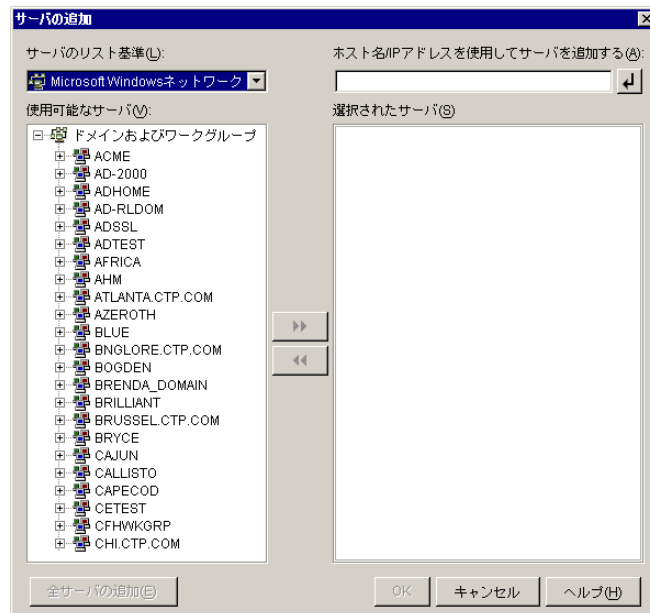 サーバの追加
サーバのリスト基準(L):
Microsoft Windowsネットワーク
使用可能なサーバ(V):
ドメインおよびワークグループ
ACME
AD-2000
ADHOME
AD-RLDOM
ADSSL
ADTEST
AFRICA
AHM
ATLANTA.CTP.COM
AZEROTH
BLUE
BNGLORE.CTP.COM
BOGDEN
BRENDA_DOMAIN
BRILLIANT
BRUSSEL.CTP.COM
BRYCE
CAJUN
CALLISTO
CAPECOD
CETEST
CFHWKGRP
CHI.CTP.COM
ホスト名/IPアドレスを使用してサーバを追加する(A):
選択されたサーバ(S)
全サーバの追加(E)
OK
キャンセル
ヘルプ(H)